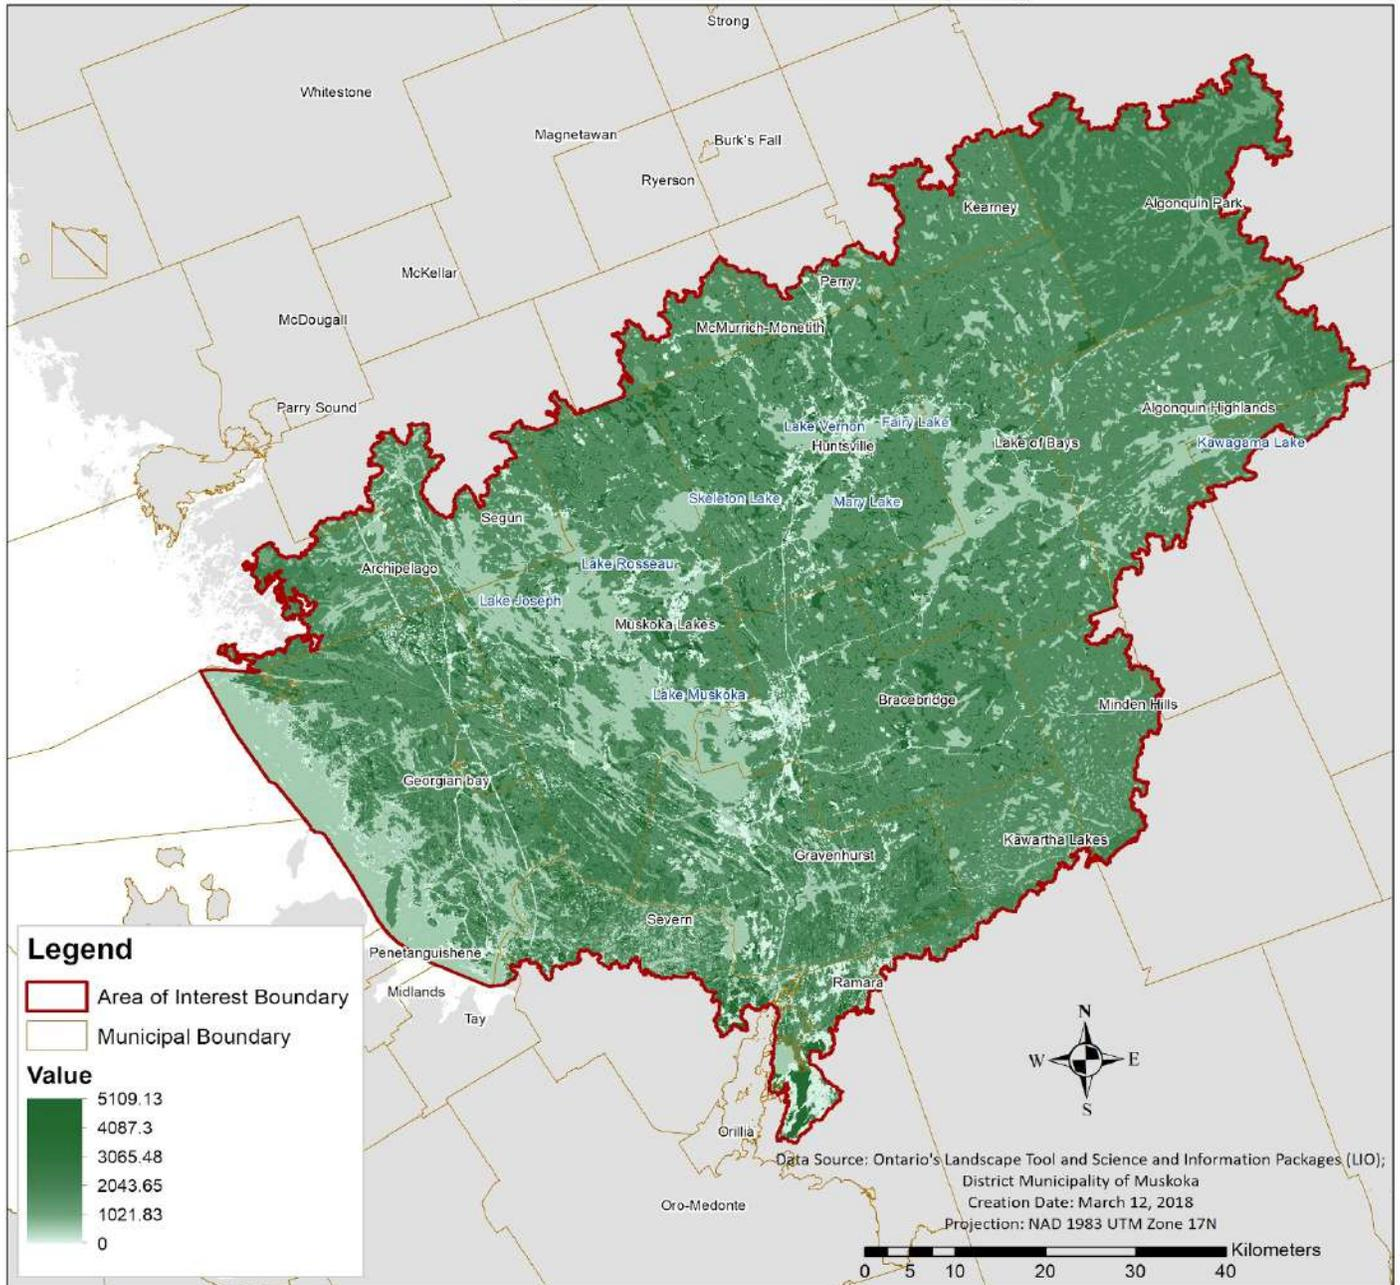 Strong
Whitestone
Magnetawan
Burk's Fall
Ryerson
Kearney
Algonquin Park
McKellar
Perry
McDougall
McMurrich-Monetith
Parry Sound
Algonquin Highlands
Lake Vernon
Fairy Lake
Huntsville
Lake of Bays
Kawagama Lake
Skeleton Lake
Mary Lake
Segun
Archipelago
Lake Rosseau
Lake Joseph
Muskoka Lakes
Lake Muskoka
Bracebridge
Minden Hills
Georgian bay
Gravenhurst
Kawartha Lakes
Severn
Penetanguishene
Midlands
Tay
Ramara
Orillia
Oro-Medonte
Legend
Area of Interest Boundary
Municipal Boundary
Value
5109.13
4087.3
3065.48
2043.65
1021.83
0
N
W E
S
Data Source: Ontario's Landscape Tool and Science and Information Packages (LIO);
District Municipality of Muskoka
Creation Date: March 12, 2018
Projection: NAD 1983 UTM Zone 17N
Kilometers
0 5 10 20 30 40